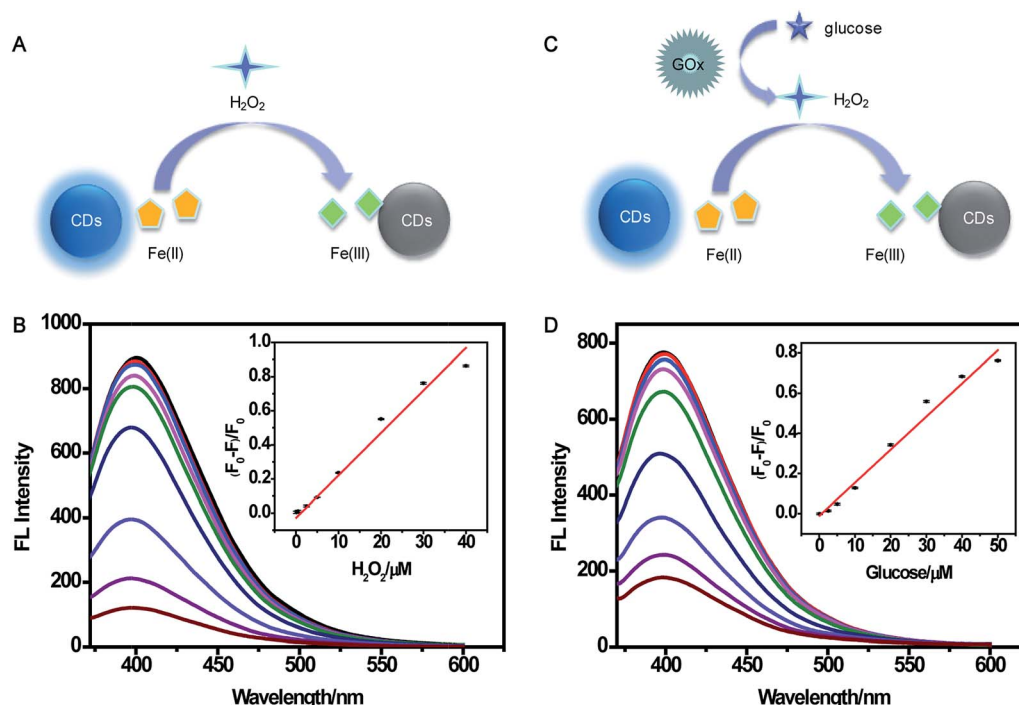 A
H₂O₂
CDs
CDs
Fe(II)
Fe(III)
C
glucose
GOx
H₂O₂
CDs
CDs
Fe(II)
Fe(III)
B
1000
800
600
400
200
0
FL Intensity
400 450 500 550 600
Wavelength/nm
1.0
0.8
0.6
0.4
0.2
0.0
(F₀-F)/F₀
0 10 20 30 40
H₂O₂/μM
D
800
600
400
200
0
FL Intensity
400 450 500 550 600
Wavelength/nm
0.8
0.6
0.4
0.2
0.0
(F₀-F)/F₀
0 10 20 30 40 50
Glucose/μM